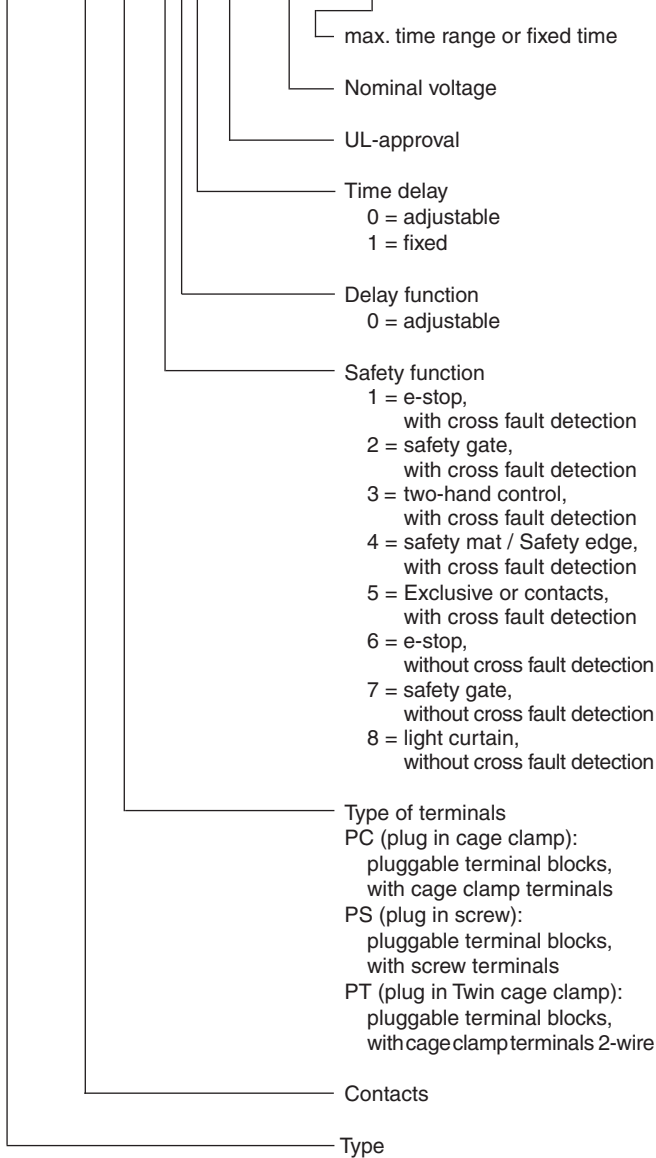 max. time range or fixed time
Nominal voltage
UL-approval
Time delay
0 = adjustable
1 = fixed
Delay function
0 = adjustable
Safety function
1 = e-stop,
with cross fault detection
2 = safety gate,
with cross fault detection
3 = two-hand control,
with cross fault detection
4 = safety mat / Safety edge,
with cross fault detection
5 = Exclusive or contacts,
with cross fault detection
6 = e-stop,
without cross fault detection
7 = safety gate,
without cross fault detection
8 = light curtain,
without cross fault detection
Type of terminals
PC (plug in cage clamp):
pluggable terminal blocks,
with cage clamp terminals
PS (plug in screw):
pluggable terminal blocks,
with screw terminals
PT (plug in Twin cage clamp):
pluggable terminal blocks,
with cage clamp terminals 2-wire
Contacts
Type